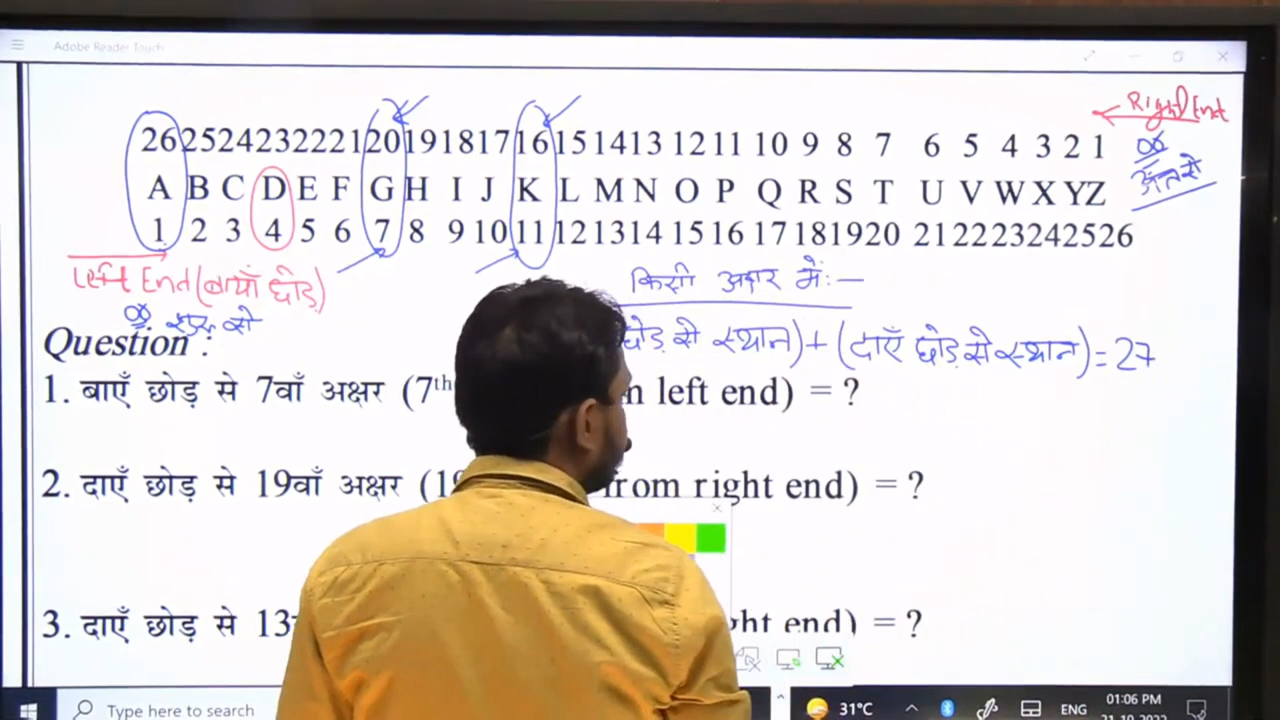 Adobe Reader Touch
Right End
26 25 24 23 22 21 20 19 18 17 16 15 14 13 12 11 10 9 8 7 6 5 4 3 2 1
A B C D E F G H I J K L M N O P Q R S T U V W X Y Z
1 2 3 4 5 6 7 8 9 10 11 12 13 14 15 16 17 18 19 20 21 22 23 24 25 26
अंत से
Left End (बायाँ छोड़)
किसी अक्षर में:—
शुरू से
छोड़ से स्थान) + (दाएँ छोड़ से स्थान) = 27
Question :
1. बाएँ छोड़ से 7वाँ अक्षर (7th from left end) = ?
2. दाएँ छोड़ से 19वाँ अक्षर (19 from right end) = ?
3. दाएँ छोड़ से 13 right end) = ?
Type here to search
31°C
ENG
01:06 PM